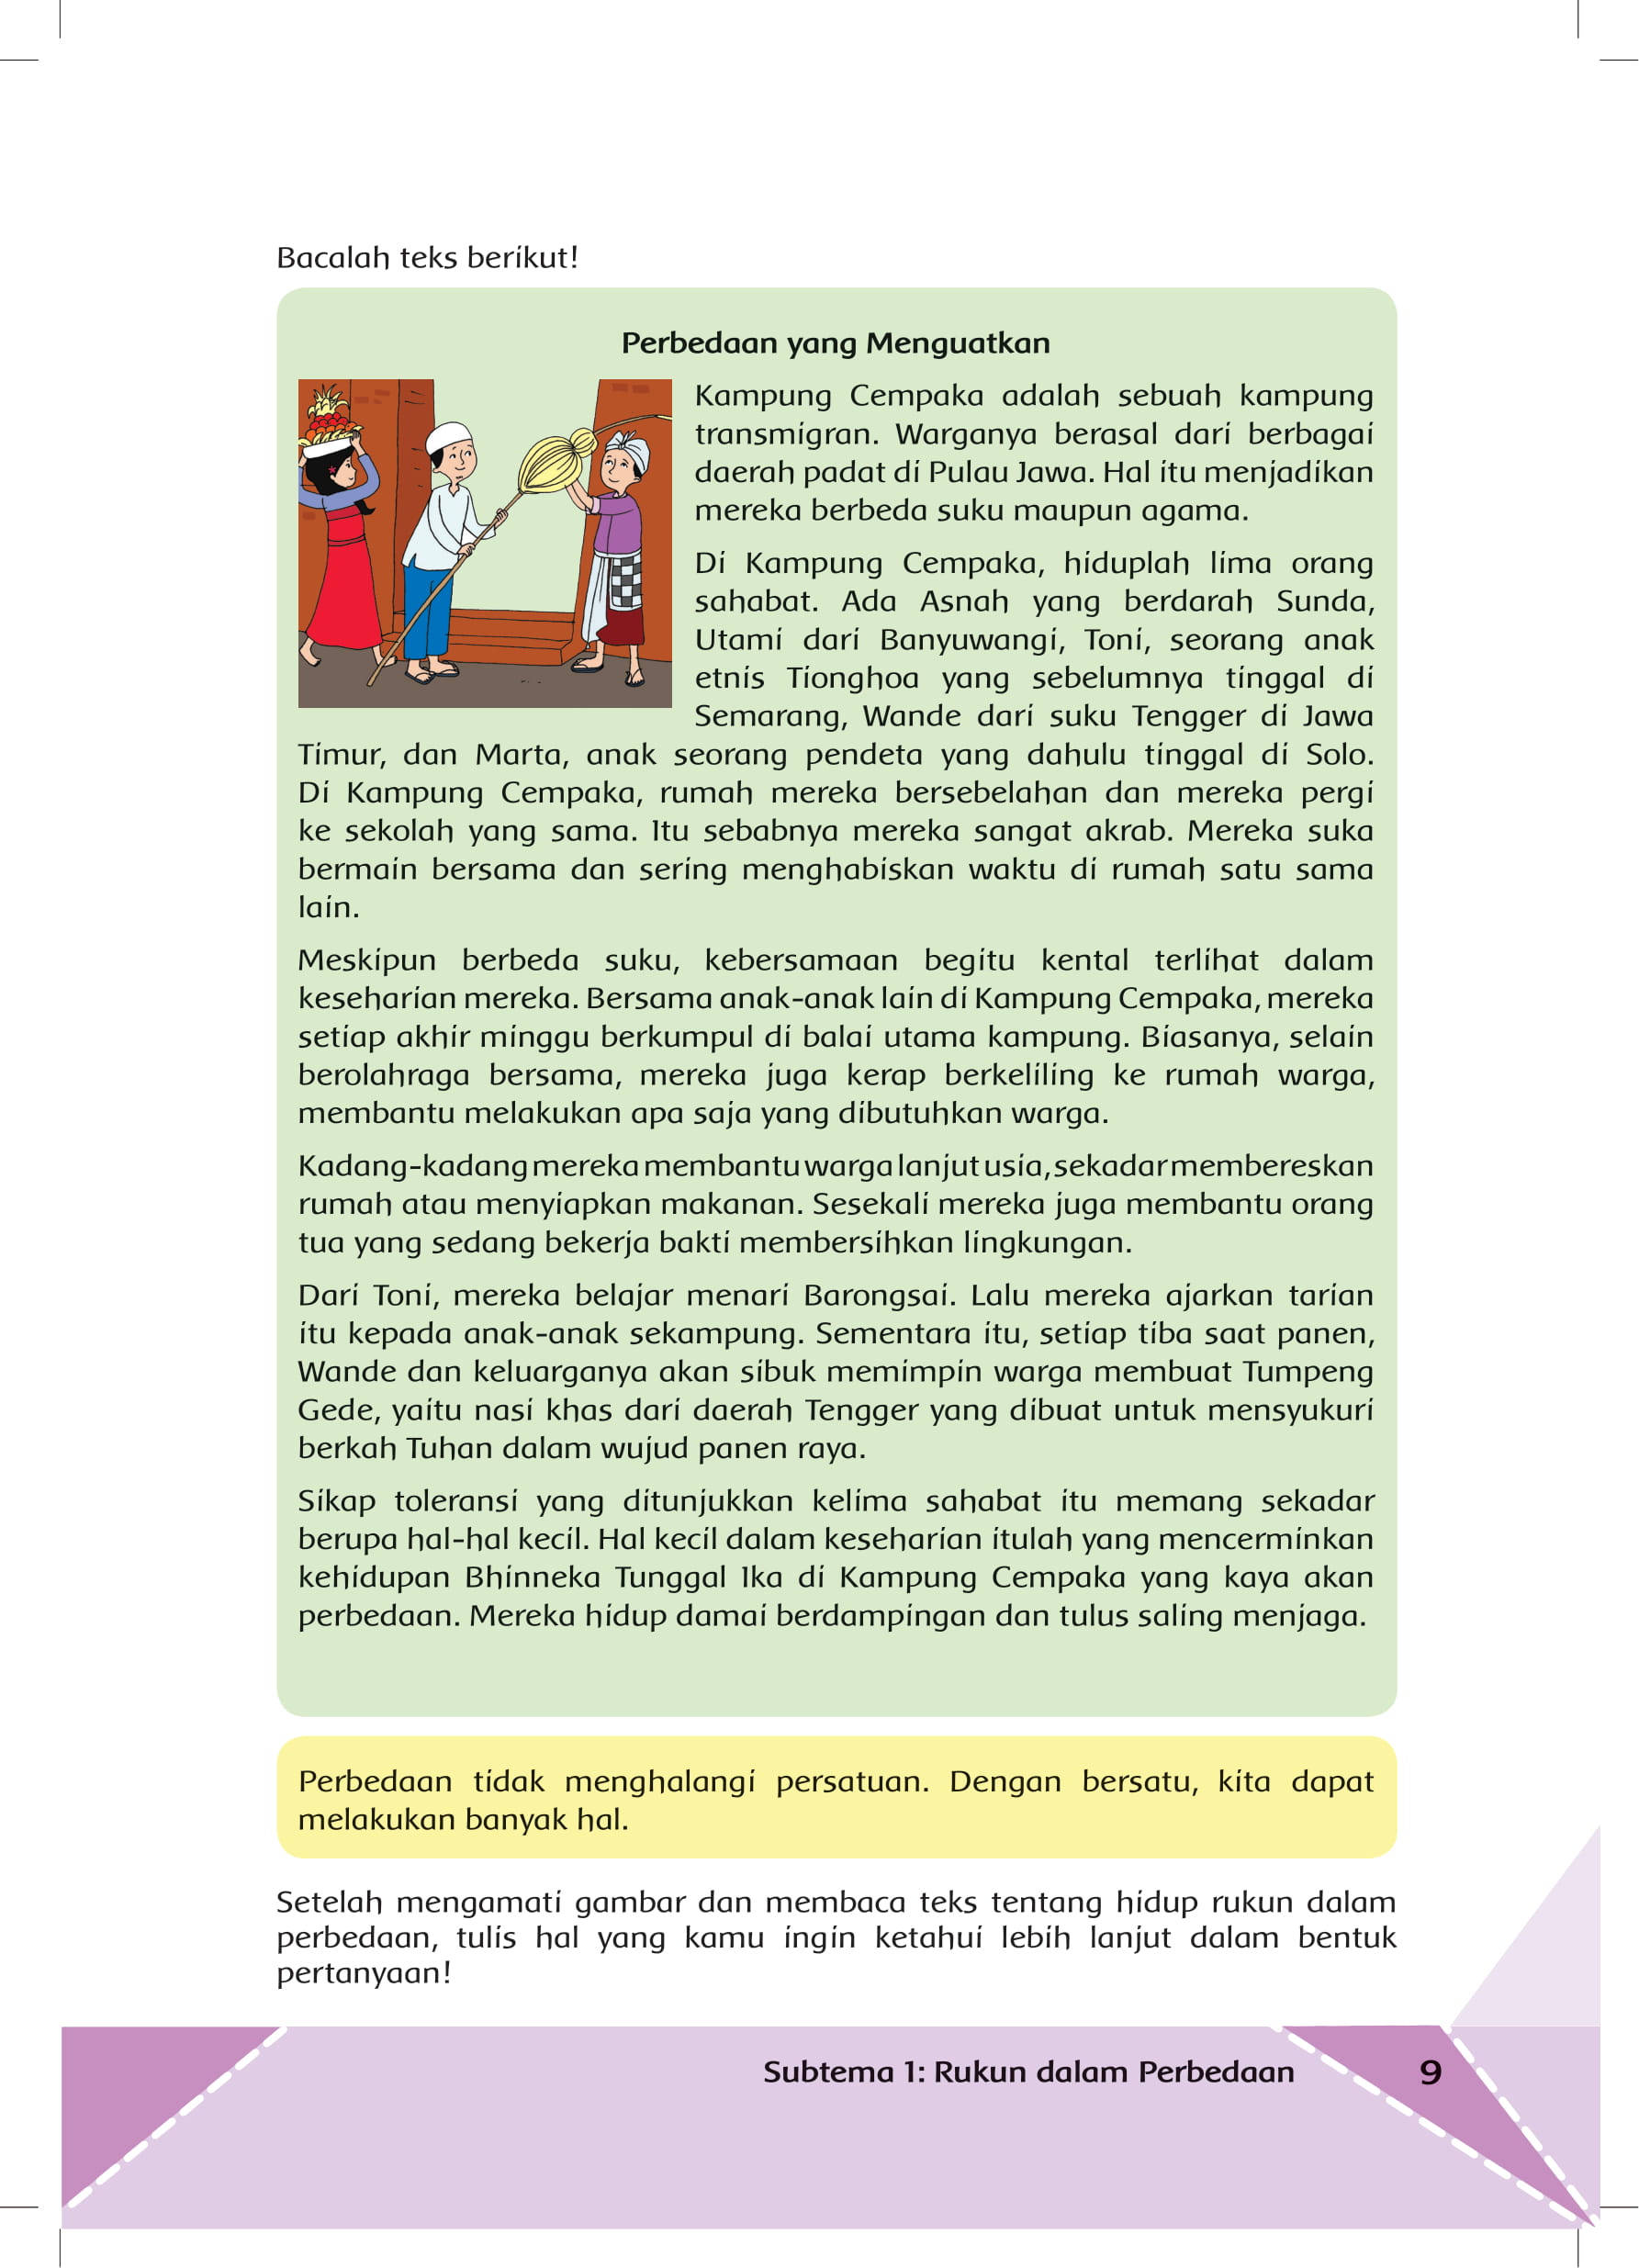 Bacalah teks berikut!
Perbedaan yang Menguatkan
Kampung Cempaka adalah sebuah kampung
transmigran. Warganya berasal dari berbagai
daerah padat di Pulau Jawa. Hal itu menjadikan
mereka berbeda suku maupun agama.
Di Kampung Cempaka, hiduplah lima orang
sahabat. Ada Asnah yang berdarah Sunda,
Utami dari Banyuwangi, Toni, seorang anak
etnis Tionghoa yang sebelumnya tinggal di
Semarang, Wande dari suku Tengger di Jawa
Timur, dan Marta, anak seorang pendeta yang dahulu tinggal di Solo.
Di Kampung Cempaka, rumah mereka bersebelahan dan mereka pergi
ke sekolah yang sama. Itu sebabnya mereka sangat akrab. Mereka suka
bermain bersama dan sering menghabiskan waktu di rumah satu sama
lain.
Meskipun berbeda suku, kebersamaan begitu kental terlihat dalam
keseharian mereka. Bersama anak-anak lain di Kampung Cempaka, mereka
setiap akhir minggu berkumpul di balai utama kampung. Biasanya, selain
berolahraga bersama, mereka juga kerap berkeliling ke rumah warga,
membantu melakukan apa saja yang dibutuhkan warga.
Kadang-kadang mereka membantu warga lanjut usia, sekadar membereskan
rumah atau menyiapkan makanan. Sesekali mereka juga membantu orang
tua yang sedang bekerja bakti membersihkan lingkungan.
Dari Toni, mereka belajar menari Barongsai. Lalu mereka ajarkan tarian
itu kepada anak-anak sekampung. Sementara itu, setiap tiba saat panen,
Wande dan keluarganya akan sibuk memimpin warga membuat Tumpeng
Gede, yaitu nasi khas dari daerah Tengger yang dibuat untuk mensyukuri
berkah Tuhan dalam wujud panen raya.
Sikap toleransi yang ditunjukkan kelima sahabat itu memang sekadar
berupa hal-hal kecil. Hal kecil dalam keseharian itulah yang mencerminkan
kehidupan Bhinneka Tunggal Ika di Kampung Cempaka yang kaya akan
perbedaan. Mereka hidup damai berdampingan dan tulus saling menjaga.
Perbedaan tidak menghalangi persatuan. Dengan bersatu, kita dapat
melakukan banyak hal.
Setelah mengamati gambar dan membaca teks tentang hidup rukun dalam
perbedaan, tulis hal yang kamu ingin ketahui lebih lanjut dalam bentuk
pertanyaan!
Subtema 1: Rukun dalam Perbedaan 9